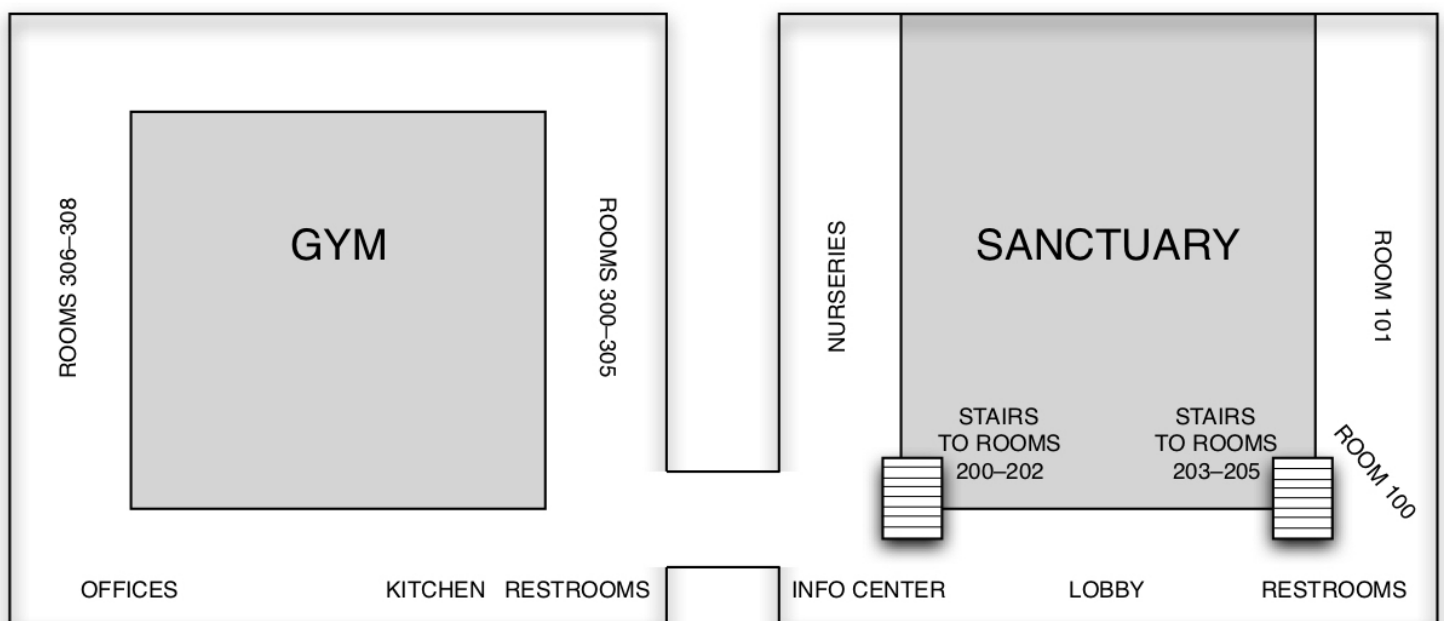 ROOMS 306–308
GYM
ROOMS 300–305
OFFICES
KITCHEN
RESTROOMS
NURSERIES
SANCTUARY
ROOM 101
STAIRS
TO ROOMS
200–202
STAIRS
TO ROOMS
203–205
ROOM 100
INFO CENTER
LOBBY
RESTROOMS